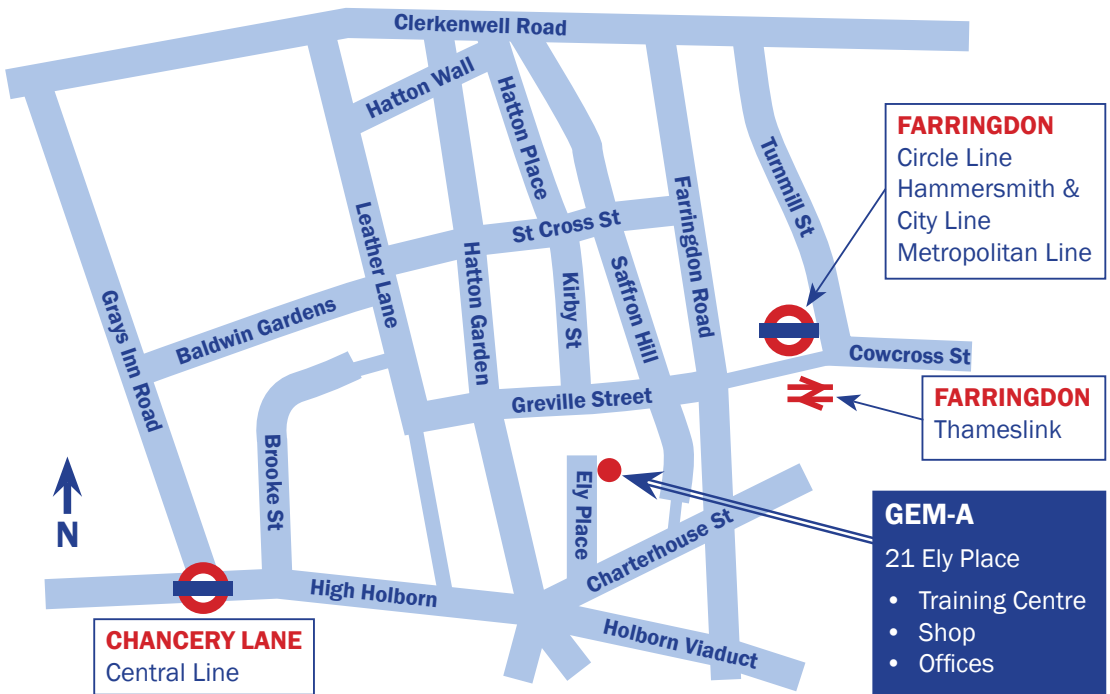 Clerkenwell Road
Hatton Wall
Hatton Place
Turnmill St
FARRINGDON
Circle Line
Hammersmith &
City Line
Metropolitan Line
Leather Lane
St Cross St
Farringdon Road
Hatton Garden
Kirby St
Saffron Hill
Grays Inn Road
Baldwin Gardens
Cowcross St
Greville Street
FARRINGDON
Thameslink
Brooke St
Ely Place
Charterhouse St
N
GEM-A
21 Ely Place
• Training Centre
• Shop
• Offices
High Holborn
Holborn Viaduct
CHANCERY LANE
Central Line